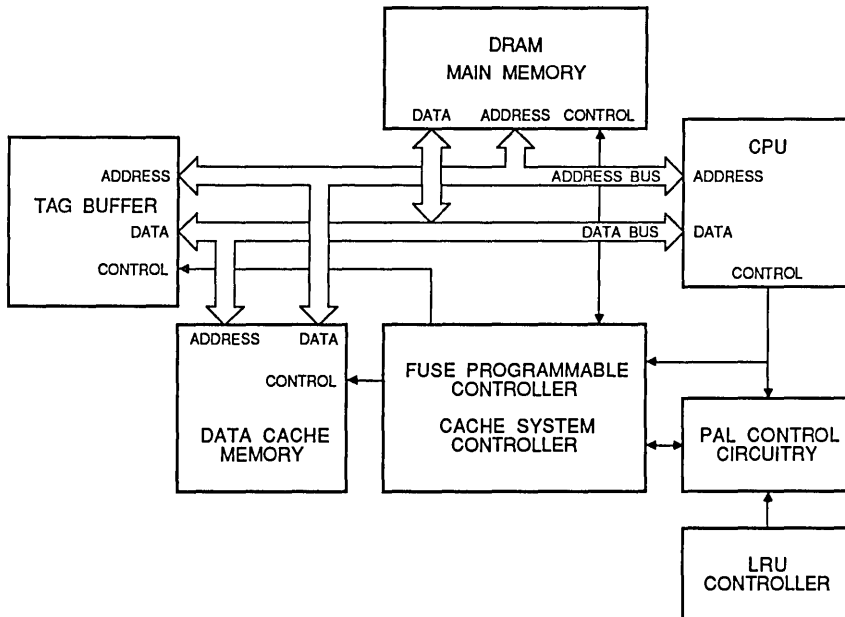 DRAM
MAIN MEMORY
DATA ADDRESS CONTROL
CPU
ADDRESS
ADDRESS BUS
ADDRESS
TAG BUFFER
DATA
DATA BUS
DATA
CONTROL
CONTROL
ADDRESS DATA
CONTROL
DATA CACHE
MEMORY
FUSE PROGRAMMABLE
CONTROLLER
CACHE SYSTEM
CONTROLLER
PAL CONTROL
CIRCUITRY
LRU
CONTROLLER